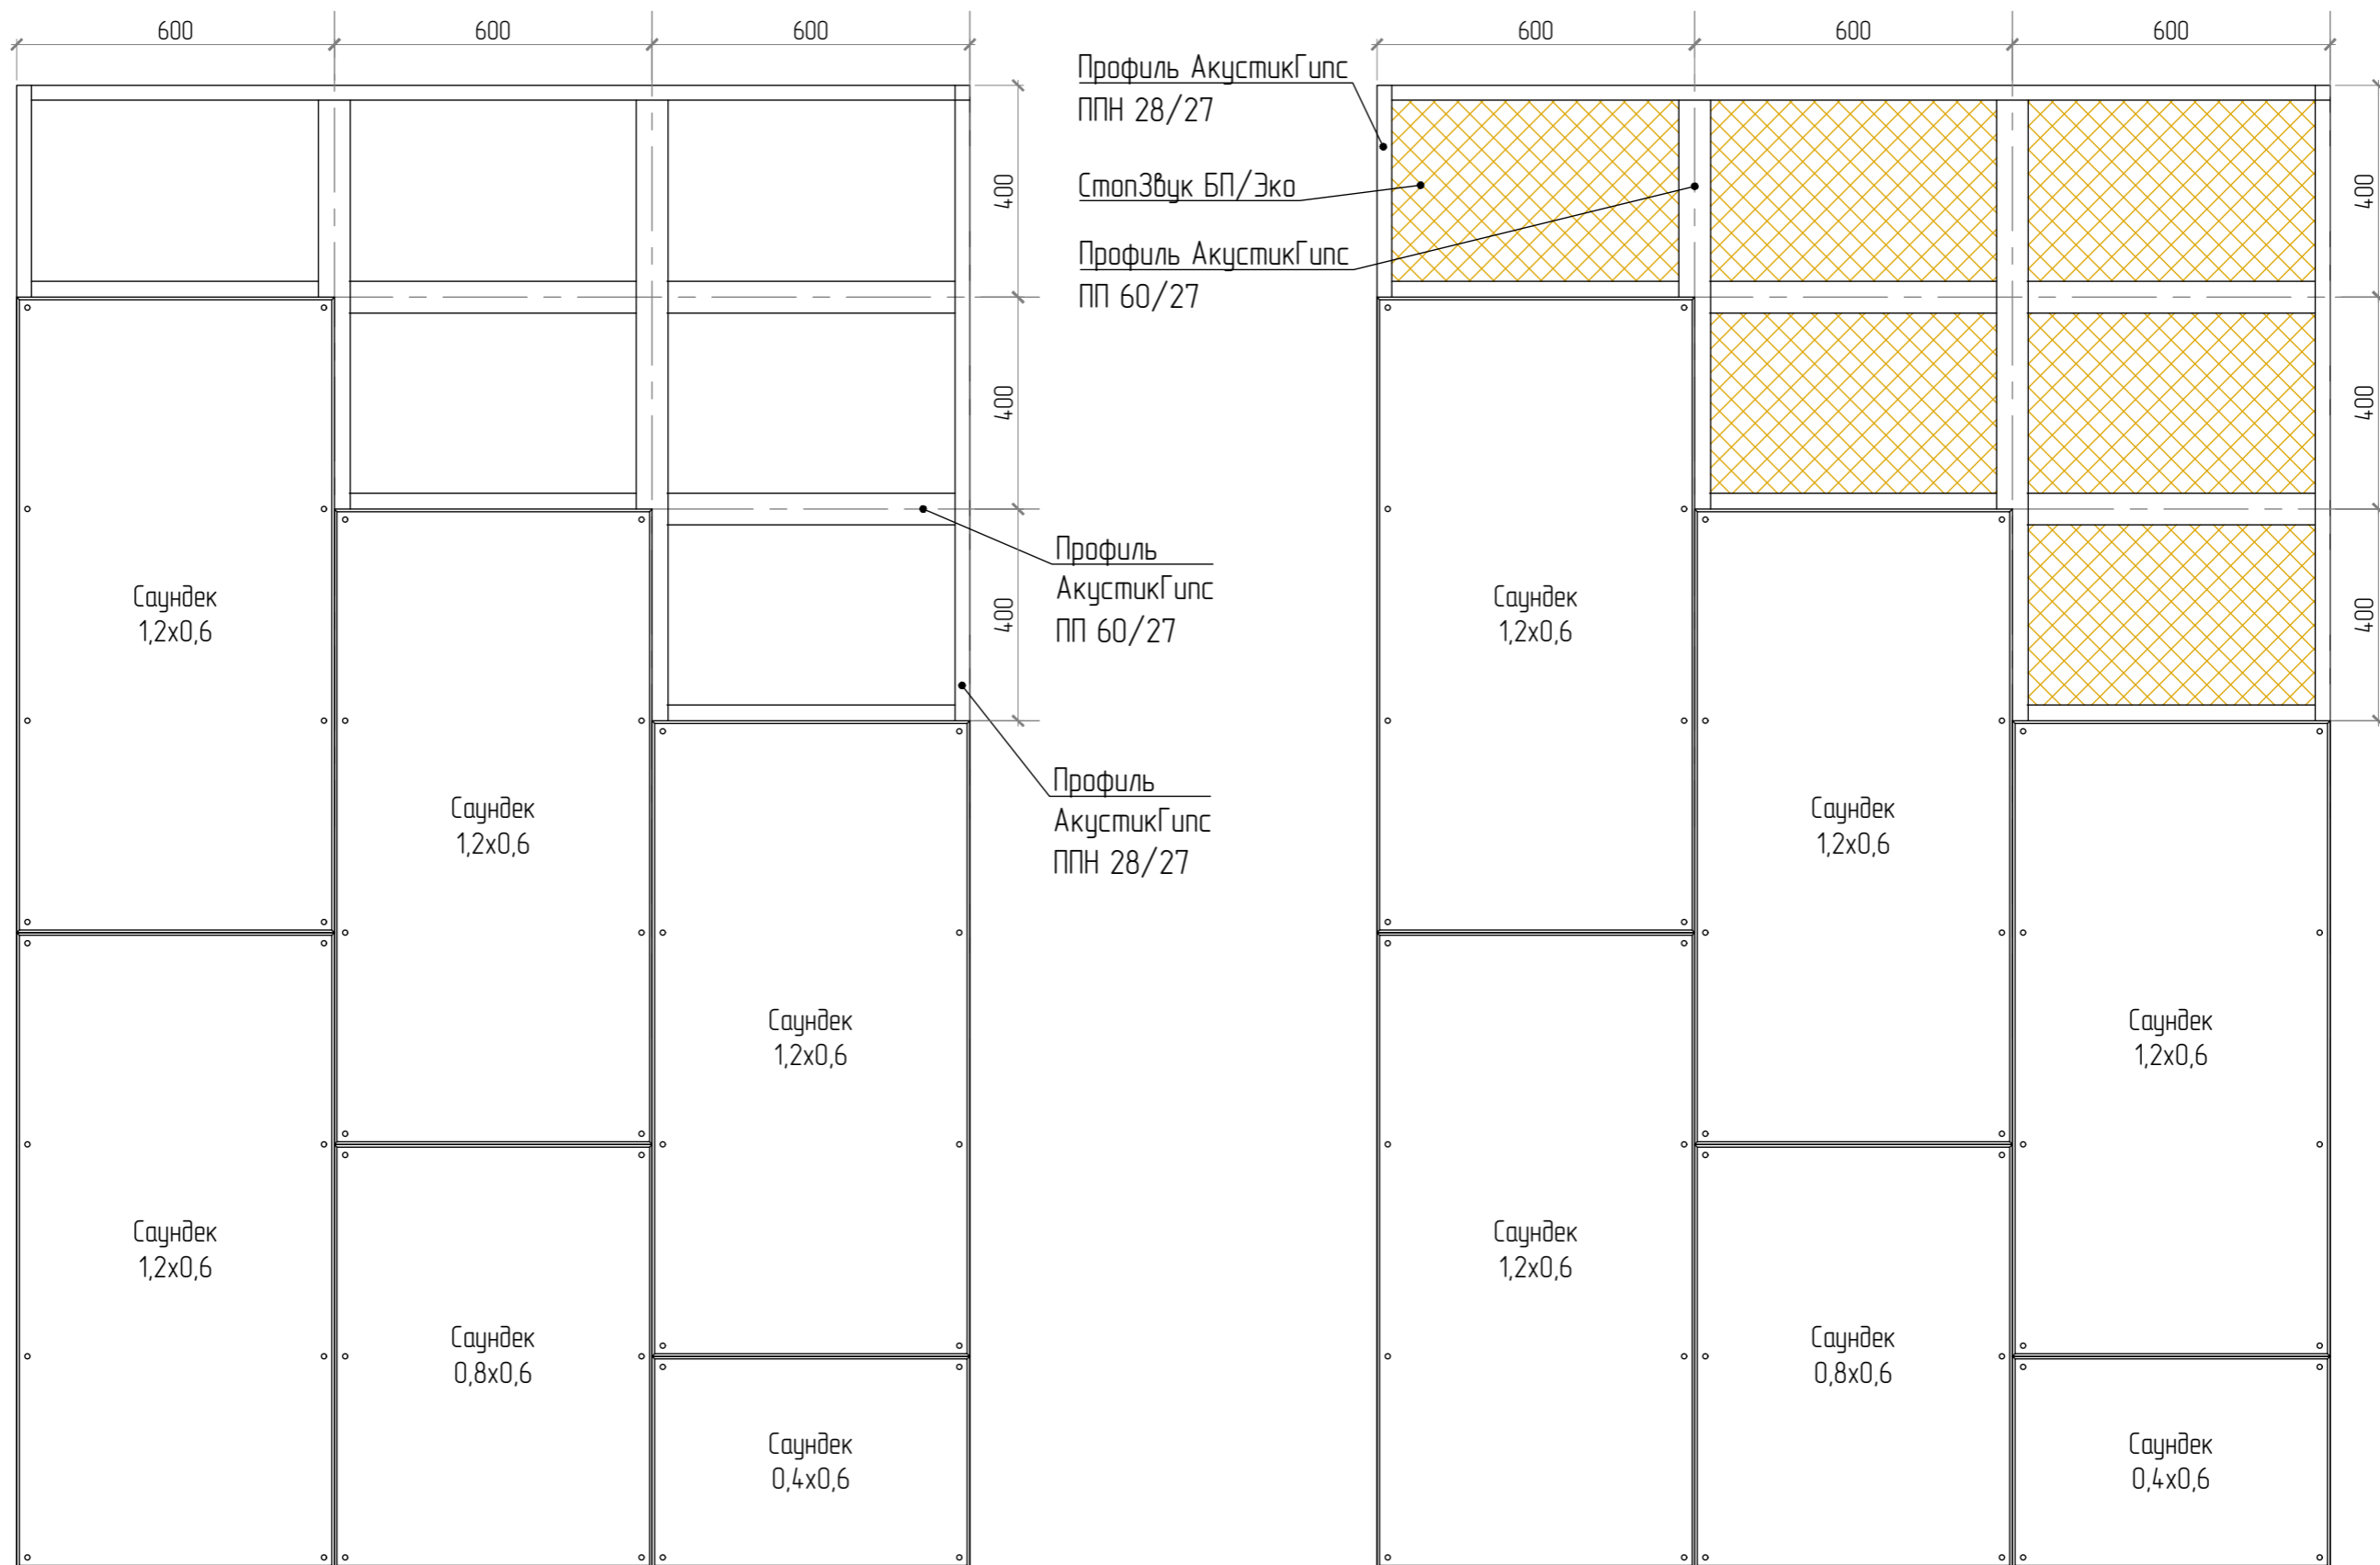 600
600
600
600
600
600
400
400
400
Профиль АкустикГипс
ППН 28/27
СтопЗвук БП/Эко
Профиль АкустикГипс
ПП 60/27
Профиль
АкустикГипс
ПП 60/27
Профиль
АкустикГипс
ППН 28/27
Саундек
1,2х0,6
Саундек
1,2х0,6
Саундек
1,2х0,6
Саундек
1,2х0,6
Саундек
0,8х0,6
Саундек
0,4х0,6
400
400
400
Саундек
1,2х0,6
Саундек
1,2х0,6
Саундек
1,2х0,6
Саундек
1,2х0,6
Саундек
0,8х0,6
Саундек
0,4х0,6